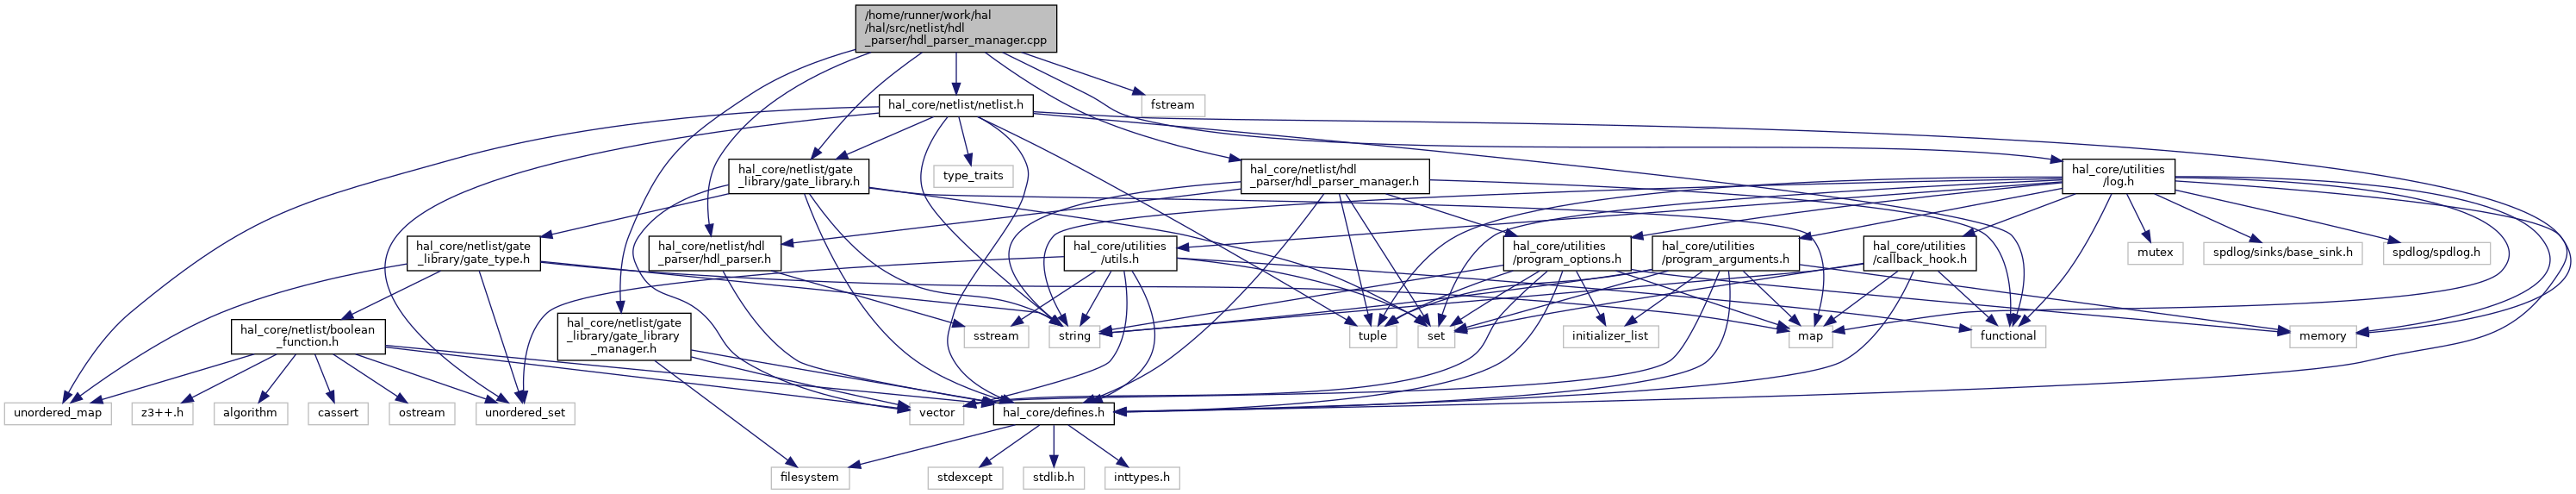 /home/runner/work/hal
/hal/src/netlist/hdl
_parser/hdl_parser_manager.cpp
hal_core/netlist/netlist.h
fstream
hal_core/netlist/gate
_library/gate_library.h
type_traits
hal_core/netlist/hdl
_parser/hdl_parser_manager.h
hal_core/utilities
/log.h
hal_core/netlist/gate
_library/gate_type.h
hal_core/netlist/hdl
_parser/hdl_parser.h
hal_core/utilities
/utils.h
hal_core/utilities
/program_options.h
hal_core/utilities
/program_arguments.h
hal_core/utilities
/callback_hook.h
mutex
spdlog/sinks/base_sink.h
spdlog/spdlog.h
hal_core/netlist/boolean
_function.h
hal_core/netlist/gate
_library/gate_library
_manager.h
sstream
string
tuple
set
initializer_list
map
functional
memory
unordered_map
z3++.h
algorithm
cassert
ostream
unordered_set
vector
hal_core/defines.h
filesystem
stdexcept
stdlib.h
inttypes.h